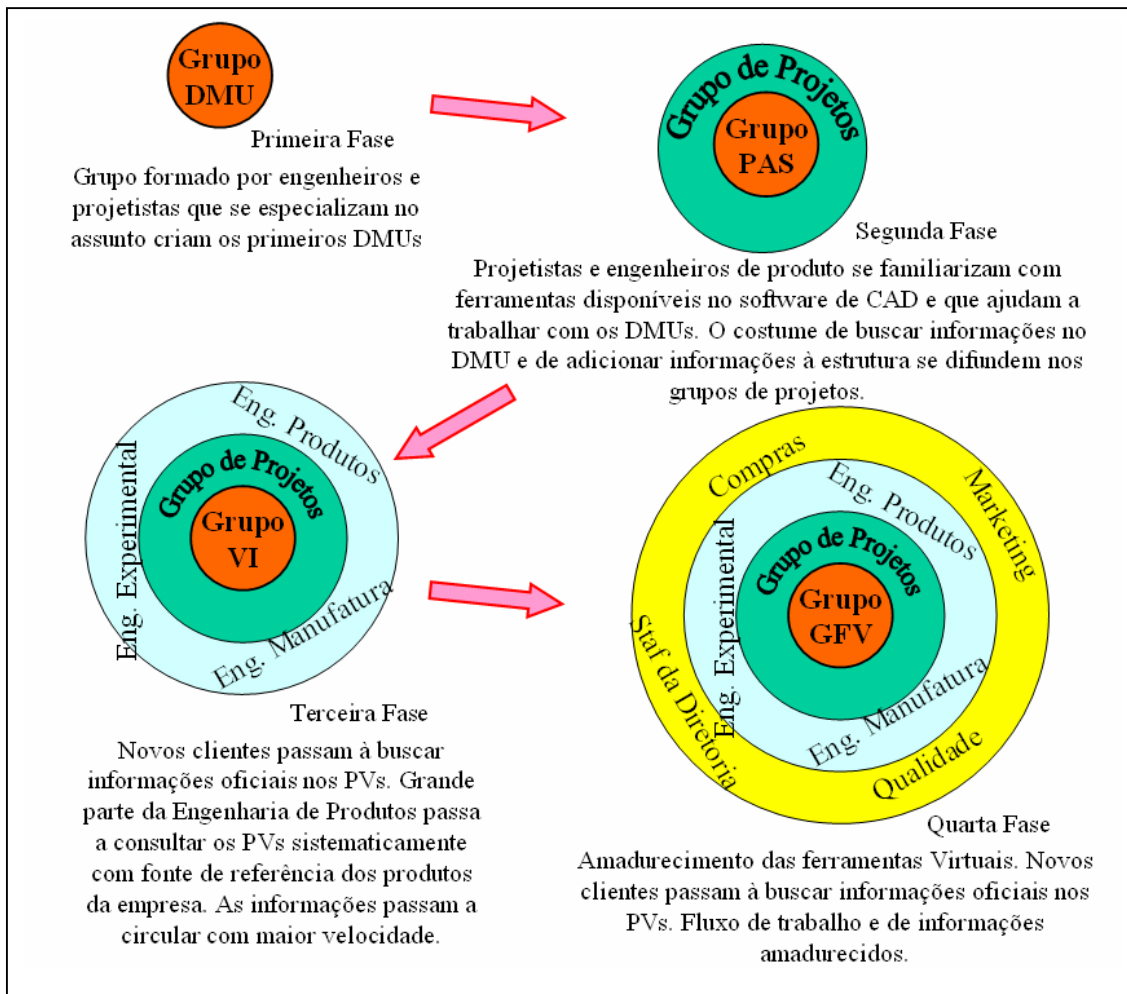 Grupo
DMU
Primeira Fase
Grupo formado por engenheiros e
projetistas que se especializam no
assunto criam os primeiros DMUs
Grupo de Projetos
Grupo
PAS
Segunda Fase
Projetistas e engenheiros de produto se familiarizam com
ferramentas disponíveis no software de CAD e que ajudam a
trabalhar com os DMUs. O costume de buscar informações no
DMU e de adicionar informações à estrutura se difundem nos
grupos de projetos.
Eng. Produtos
Eng. Experimental
Grupo de Projetos
Grupo
VI
Eng. Manufatura
Terceira Fase
Novos clientes passam à buscar
informações oficiais nos PVs. Grande
parte da Engenharia de Produtos passa
a consultar os PVs sistematicamente
com fonte de referência dos produtos
da empresa. As informações passam a
circular com maior velocidade.
Compras
Marketing
Eng. Produtos
Eng. Experimental
Grupo de Projetos
Grupo
GFV
Eng. Manufatura
Staf da Diretoria
Qualidade
Quarta Fase
Amadurecimento das ferramentas Virtuais. Novos
clientes passam à buscar informações oficiais nos
PVs. Fluxo de trabalho e de informações
amadurecidos.